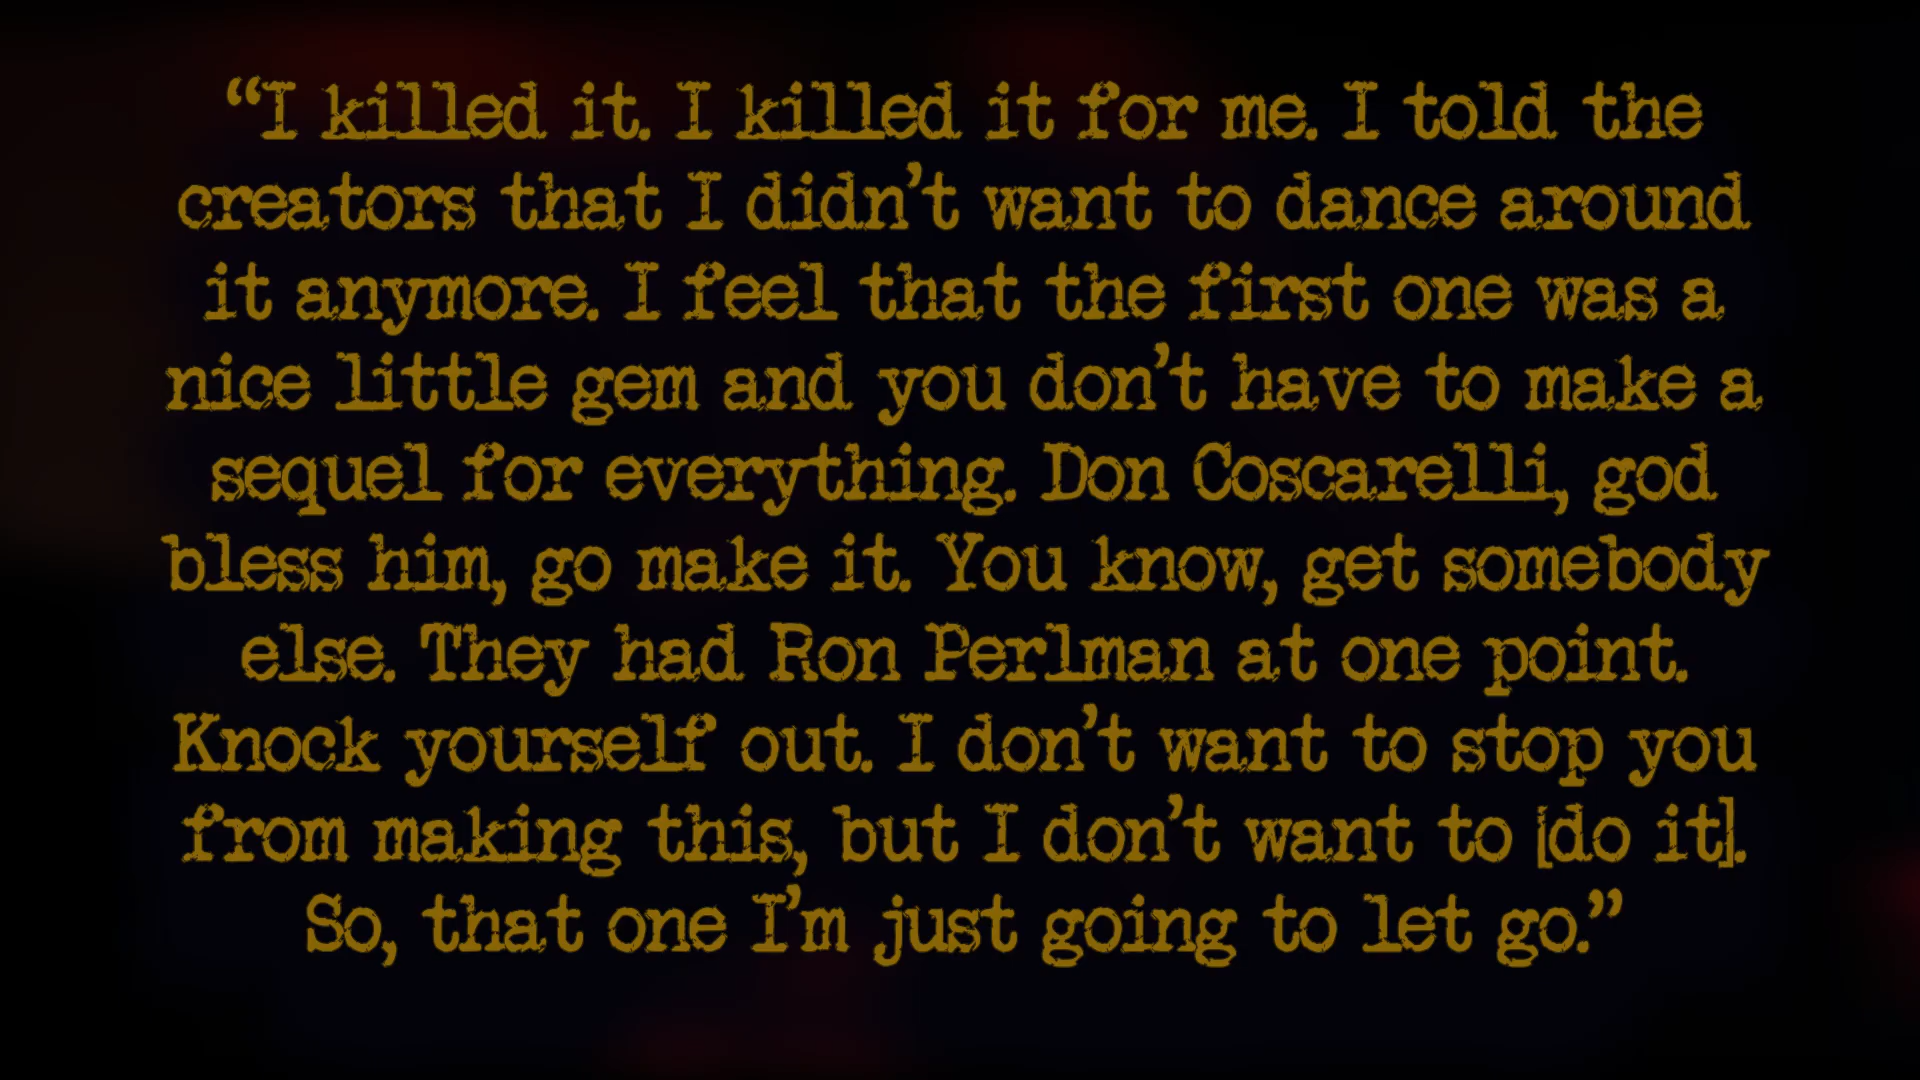 “I killed it. I killed it for me. I told the
creators that I didn’t want to dance around
it anymore. I feel that the first one was a
nice little gem and you don’t have to make a
sequel for everything. Don Coscarelli, god
bless him, go make it. You know, get somebody
else. They had Ron Perlman at one point.
Knock yourself out. I don’t want to stop you
from making this, but I don’t want to [do it].
So, that one I’m just going to let go.”